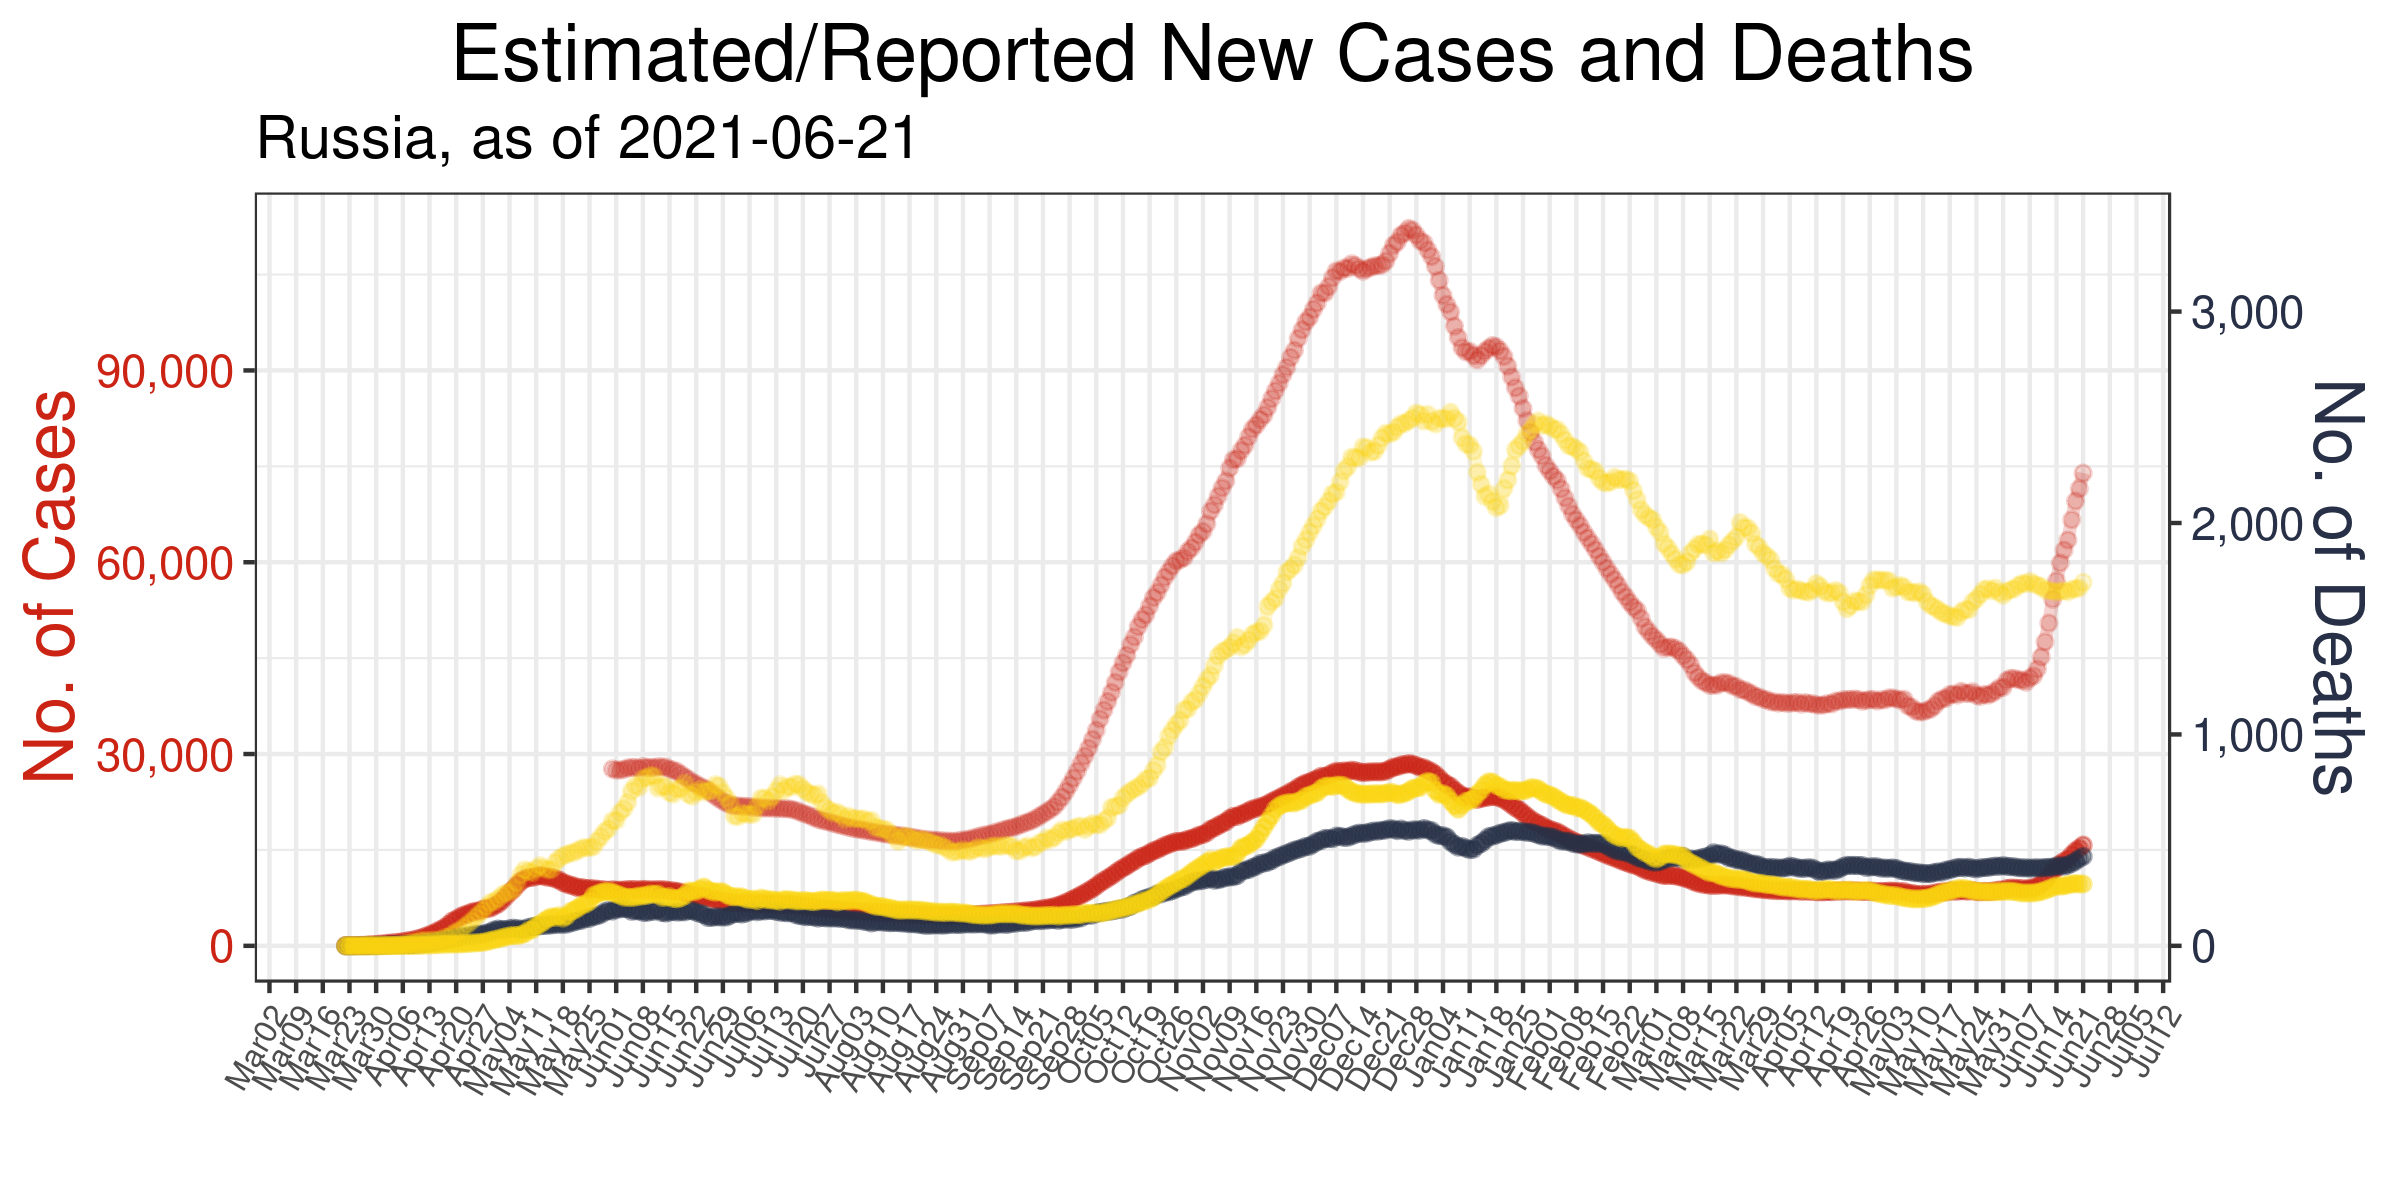 Estimated/Reported New Cases and Deaths
Russia, as of 2021-06-21
No. of Cases
90,000
60,000
30,000
0
3,000
2,000
1,000
0
No. of Deaths
Mar02
Mar09
Mar16
Mar23
Mar30
Apr06
Apr13
Apr20
Apr27
May04
May11
May18
May25
Jun01
Jun08
Jun15
Jun22
Jun29
Jul06
Jul13
Jul20
Jul27
Aug03
Aug10
Aug17
Aug24
Aug31
Sep07
Sep14
Sep21
Sep28
Oct05
Oct12
Oct19
Oct26
Nov02
Nov09
Nov16
Nov23
Nov30
Dec07
Dec14
Dec21
Dec28
Jan04
Jan11
Jan18
Jan25
Feb01
Feb08
Feb15
Feb22
Mar01
Mar08
Mar15
Mar22
Mar29
Apr05
Apr12
Apr19
Apr26
May03
May10
May17
May24
May31
Jun07
Jun14
Jun21
Jun28
Jul05
Jul12